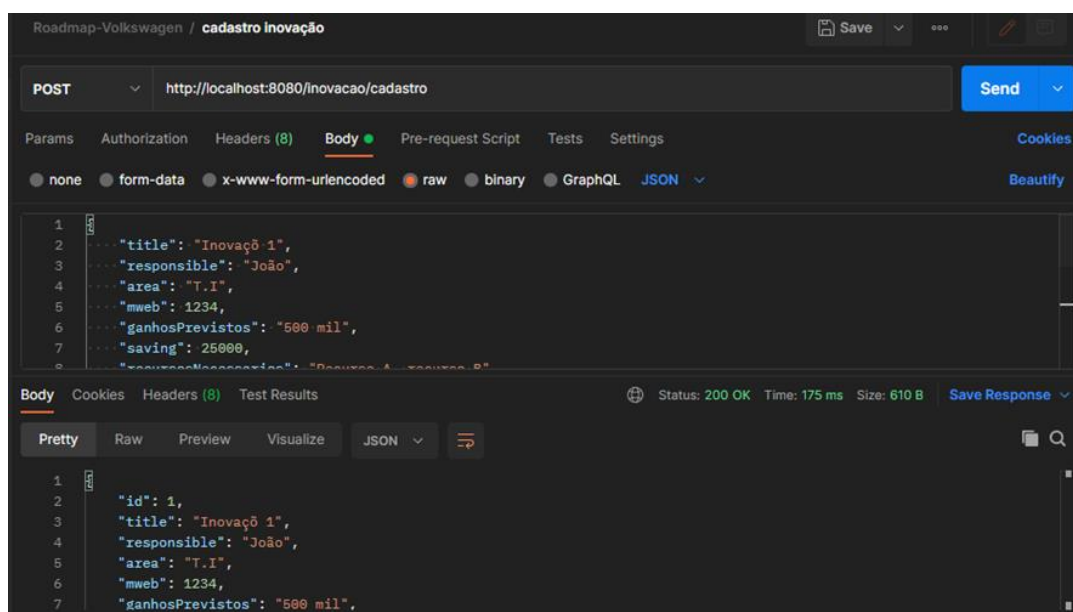 Roadmap-Volkswagen / cadastro inovação Save ooo
POST http://localhost:8080/inovacao/cadastro Send
Params Authorization Headers (8) Body Pre-request Script Tests Settings Cookies
none form-data x-www-form-urlencoded raw binary GraphQL JSON Beautify
1 {
2 "title": "Inovaçõ 1",
3 "responsible": "João",
4 "area": "T.I",
5 "mweb": 1234,
6 "ganhosPrevistos": "500 mil",
7 "saving": 25000,
8 "recursosNecessarios": "Recurso A, recurso B"
Body Cookies Headers (8) Test Results Status: 200 OK Time: 175 ms Size: 610 B Save Response
Pretty Raw Preview Visualize JSON
1 {
2 "id": 1,
3 "title": "Inovaçõ 1",
4 "responsible": "João",
5 "area": "T.I",
6 "mweb": 1234,
7 "ganhosPrevistos": "500 mil",